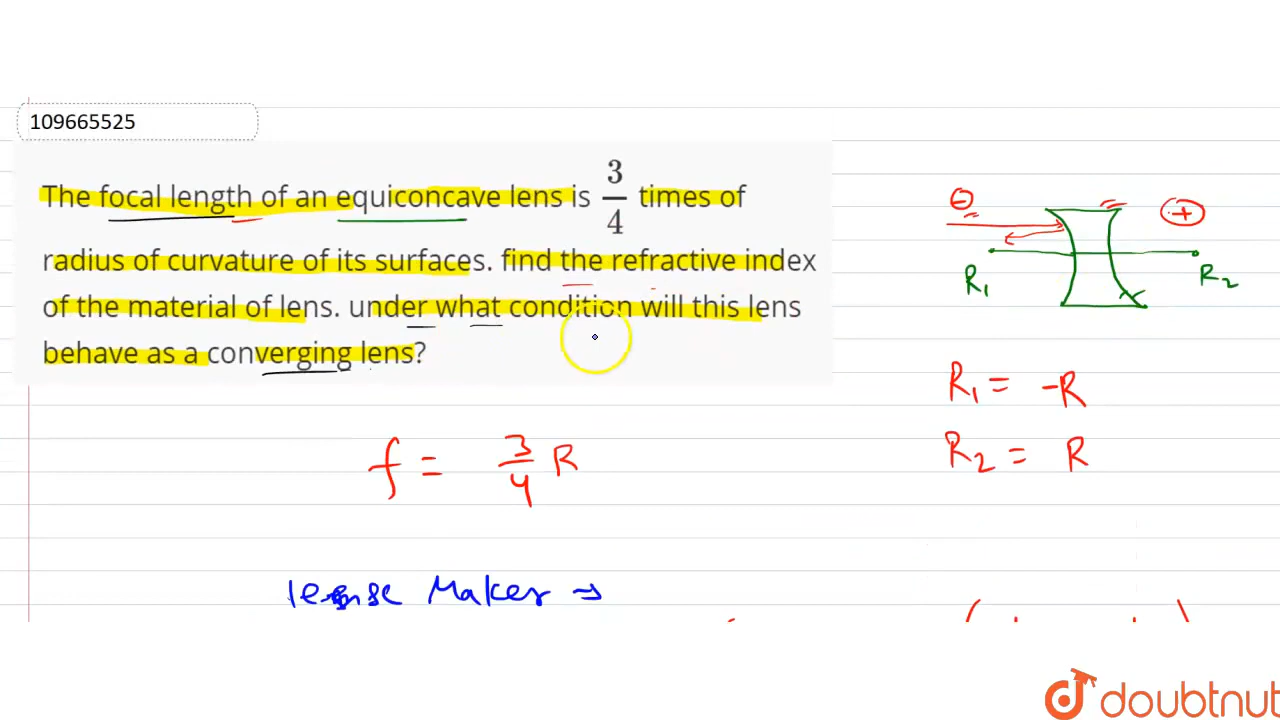 109665525
The focal length of an equiconcave lens is 3/4 times of
radius of curvature of its surfaces. find the refractive index
of the material of lens. under what condition will this lens
behave as a converging lens?
⊖
+
R₁
R₂
R₁ = -R
R₂ = R
f = 3/4 R
lense Maker →
doubtnut